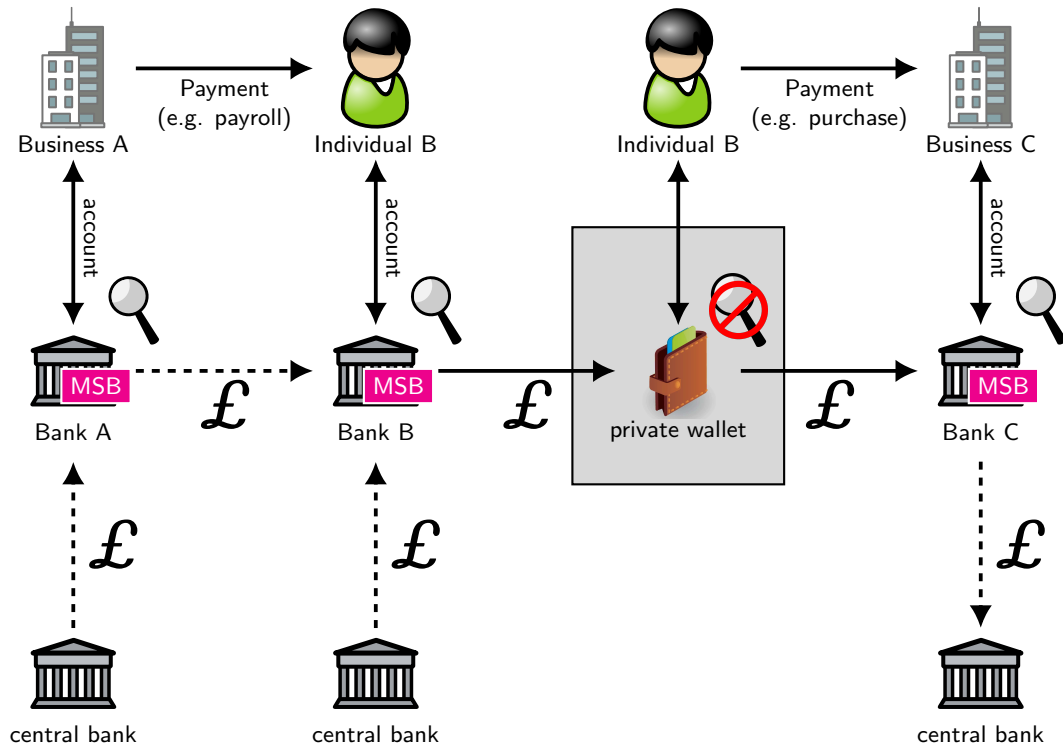 Payment
(e.g. payroll)
Payment
(e.g. purchase)
Business A
Individual B
Individual B
Business C
account
account
account
MSB
MSB
MSB
£
£
£
Bank A
Bank B
private wallet
Bank C
£
£
£
central bank
central bank
central bank